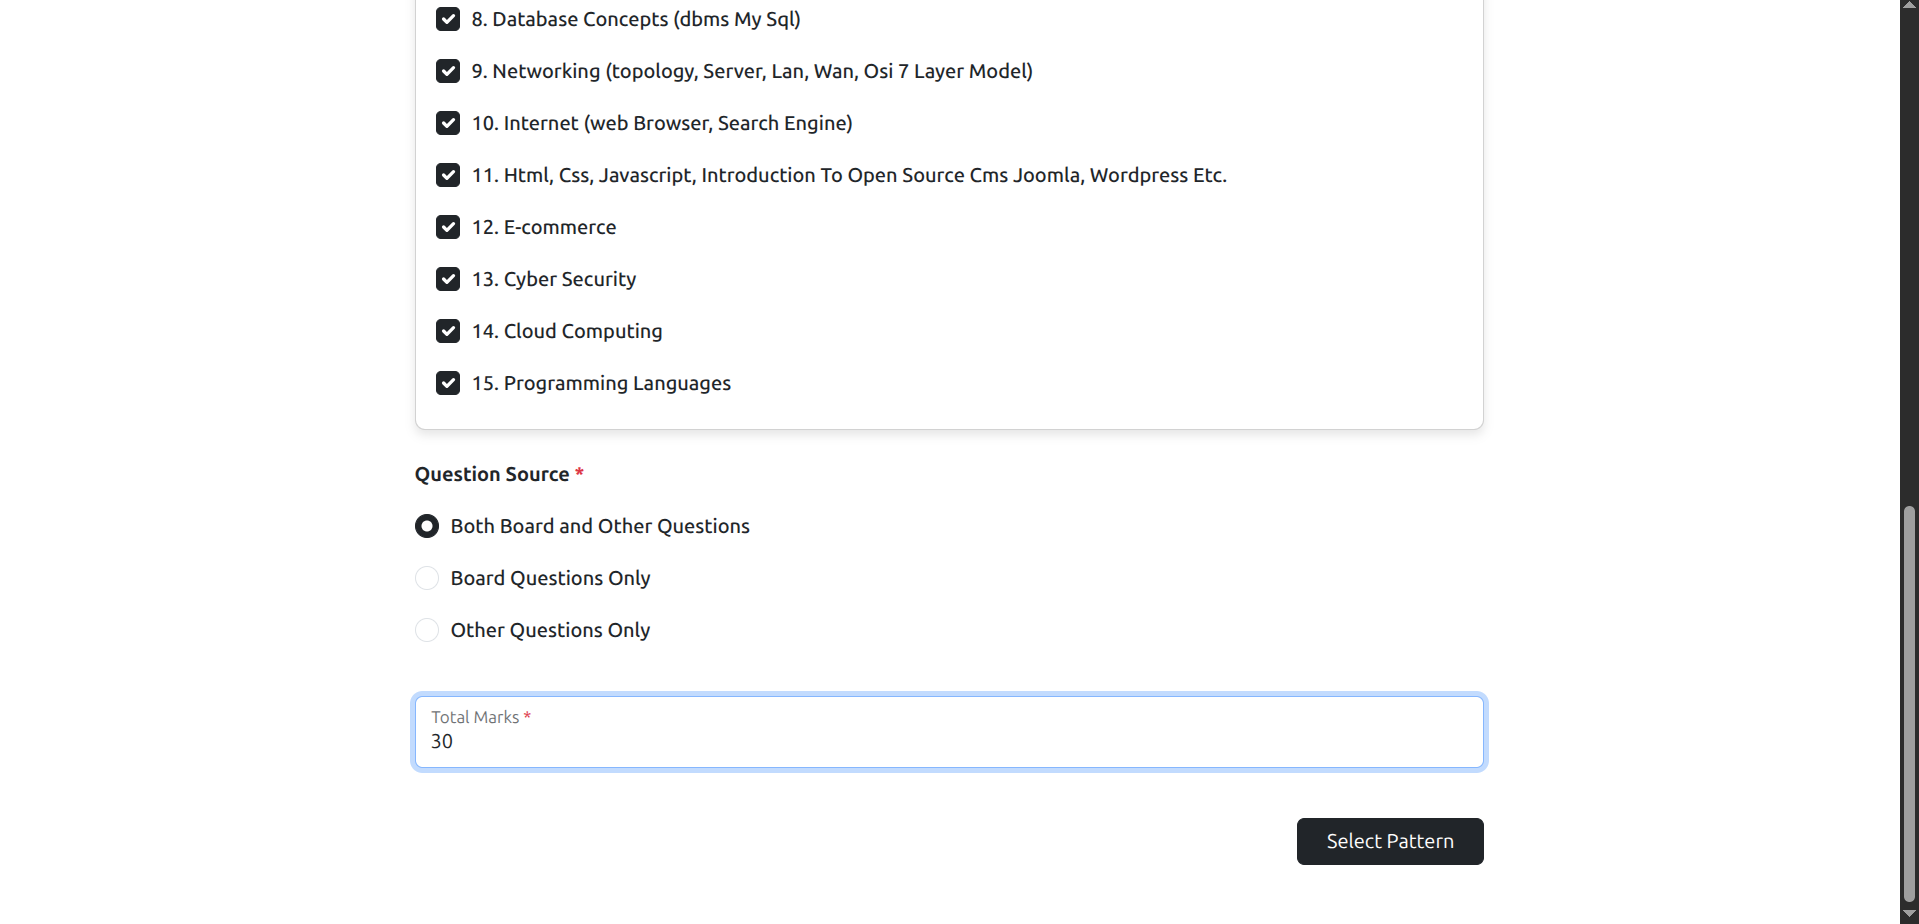 8. Database Concepts (dbms My Sql)
9. Networking (topology, Server, Lan, Wan, Osi 7 Layer Model)
10. Internet (web Browser, Search Engine)
11. Html, Css, Javascript, Introduction To Open Source Cms Joomla, Wordpress Etc.
12. E-commerce
13. Cyber Security
14. Cloud Computing
15. Programming Languages
Question Source *
Both Board and Other Questions
Board Questions Only
Other Questions Only
Total Marks *
30
Select Pattern